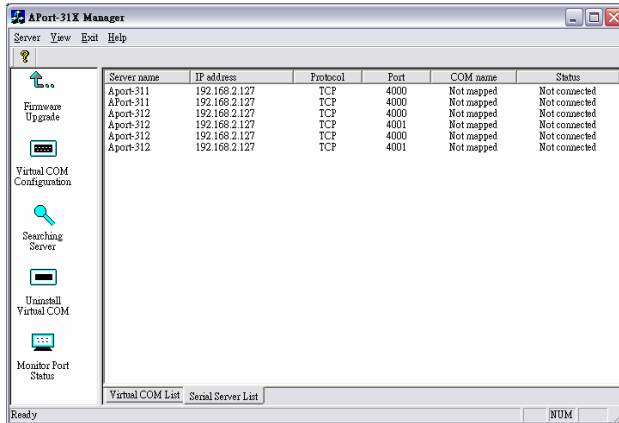 APort-31X Manager
Server View Exit Help
Firmware
Upgrade
Virtual COM
Configuration
Searching
Server
Uninstall
Virtual COM
Monitor Port
Status
Server name IP address Protocol Port COM name Status
Aport-311 192.168.2.127 TCP 4000 Not mapped Not connected
APort-311 192.168.2.127 TCP 4000 Not mapped Not connected
Aport-312 192.168.2.127 TCP 4000 Not mapped Not connected
Aport-312 192.168.2.127 TCP 4001 Not mapped Not connected
Aport-312 192.168.2.127 TCP 4000 Not mapped Not connected
Aport-312 192.168.2.127 TCP 4001 Not mapped Not connected
Virtual COM List Serial Server List
Ready NUM